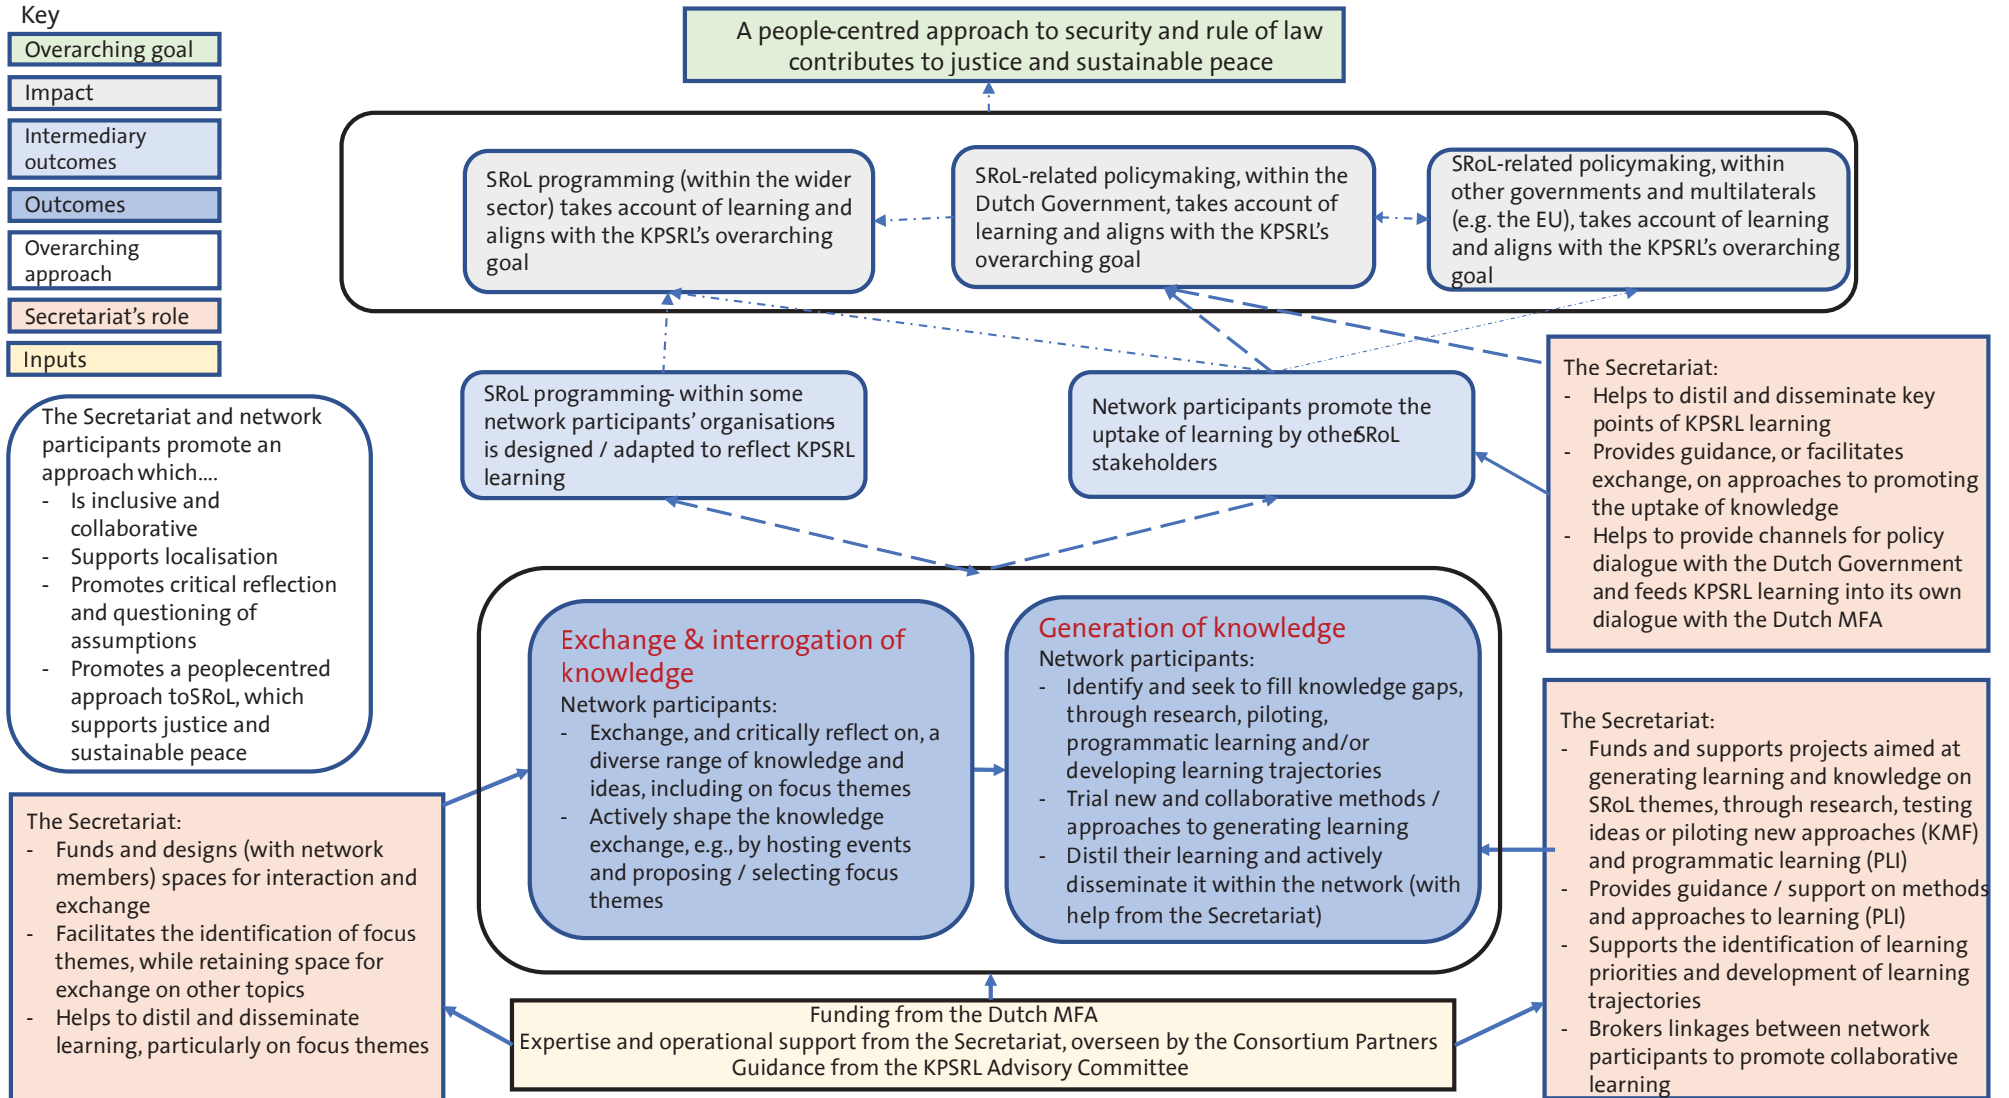 Key
Overarching goal
Impact
Intermediary
outcomes
Outcomes
Overarching
approach
Secretariat's role
Inputs
A people-centred approach to security and rule of law
contributes to justice and sustainable peace
SRoL programming (within the wider
sector) takes account of learning and
aligns with the KPSRL's overarching
goal
SRoL-related policymaking, within the
Dutch Government, takes account of
learning and aligns with the KPSRL's
overarching goal
SRoL-related policymaking, within
other governments and multilaterals
(e.g. the EU), takes account of learning
and aligns with the KPSRL's overarching
goal
SRoL programming- within some
network participants' organisations-
is designed / adapted to reflect KPSRL
learning
Network participants promote the
uptake of learning by other SRoL
stakeholders
The Secretariat:
- Helps to distil and disseminate key
points of KPSRL learning
- Provides guidance, or facilitates
exchange, on approaches to promoting
the uptake of knowledge
- Helps to provide channels for policy
dialogue with the Dutch Government
and feeds KPSRL learning into its own
dialogue with the Dutch MFA
The Secretariat and network
participants promote an
approach which....
- Is inclusive and
collaborative
- Supports localisation
- Promotes critical reflection
and questioning of
assumptions
- Promotes a people-centred
approach toSRoL, which
supports justice and
sustainable peace
Exchange & interrogation of
knowledge
Network participants:
- Exchange, and critically reflect on, a
diverse range of knowledge and
ideas, including on focus themes
- Actively shape the knowledge
exchange, e.g., by hosting events
and proposing / selecting focus
themes
Generation of knowledge
Network participants:
- Identify and seek to fill knowledge gaps,
through research, piloting,
programmatic learning and/or
developing learning trajectories
- Trial new and collaborative methods /
approaches to generating learning
- Distil their learning and actively
disseminate it within the network (with
help from the Secretariat)
The Secretariat:
- Funds and designs (with network
members) spaces for interaction and
exchange
- Facilitates the identification of focus
themes, while retaining space for
exchange on other topics
- Helps to distil and disseminate
learning, particularly on focus themes
The Secretariat:
- Funds and supports projects aimed at
generating learning and knowledge on
SRoL themes, through research, testing
ideas or piloting new approaches (KMF)
and programmatic learning (PLI)
- Provides guidance / support on methods
and approaches to learning (PLI)
- Supports the identification of learning
priorities and development of learning
trajectories
- Brokers linkages between network
participants to promote collaborative
learning
Funding from the Dutch MFA
Expertise and operational support from the Secretariat, overseen by the Consortium Partners
Guidance from the KPSRL Advisory Committee